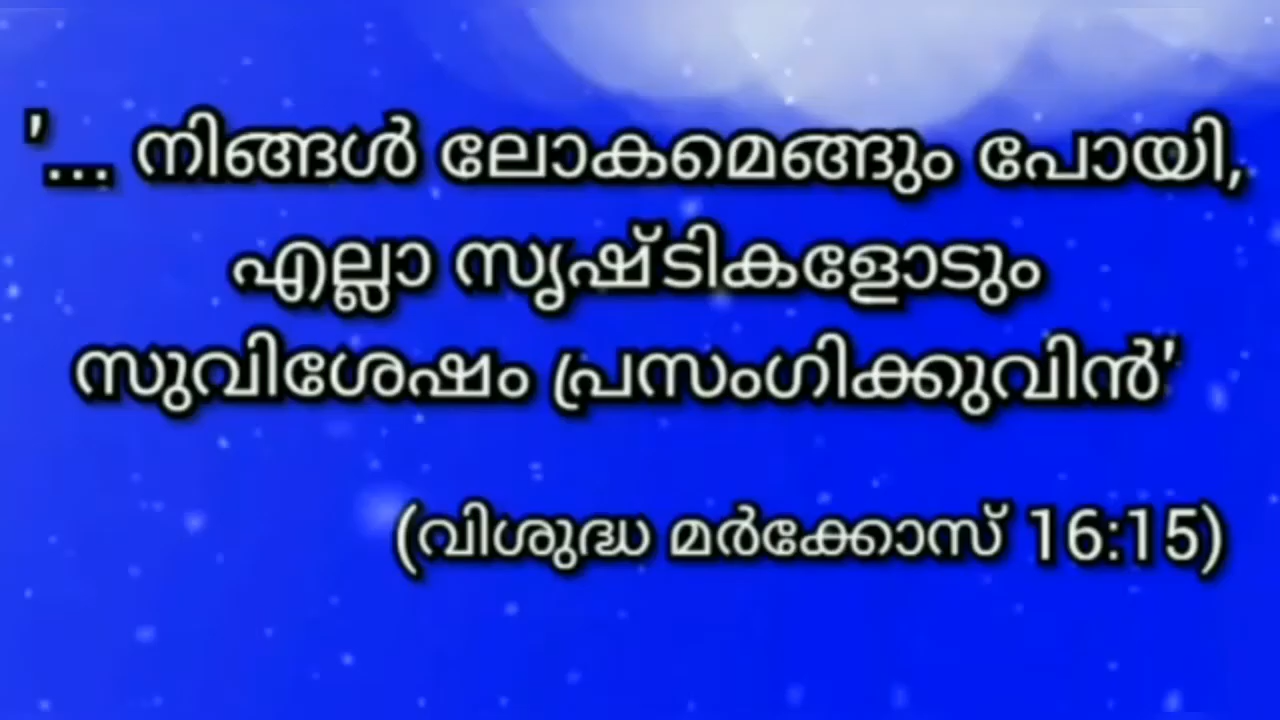 '... നിങ്ങൾ ലോകമെങ്ങും പോയി,
എല്ലാ സൃഷ്ടികളോടും
സുവിശേഷം പ്രസംഗിക്കുവിൻ'
(വിശുദ്ധ മർക്കോസ് 16:15)